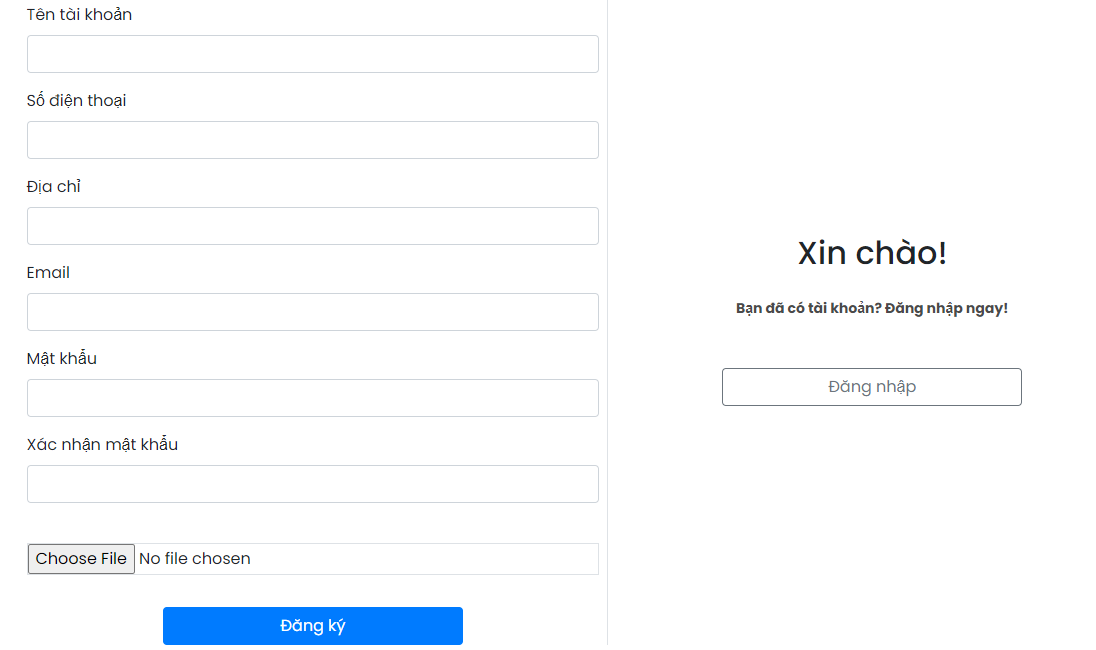 Tên tài khoản
Số điện thoại
Địa chỉ
Email
Mật khẩu
Xác nhận mật khẩu
Choose File No file chosen
Đăng ký
Xin chào!
Bạn đã có tài khoản? Đăng nhập ngay!
Đăng nhập